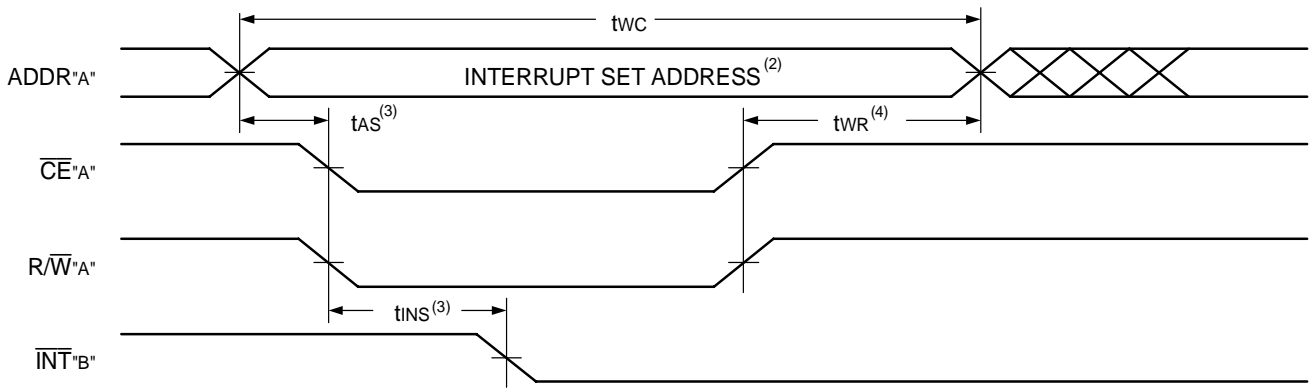 tWC
ADDR"A"
INTERRUPT SET ADDRESS(2)
tAS(3)
tWR(4)
CE"A"
R/W"A"
tINS(3)
INT"B"